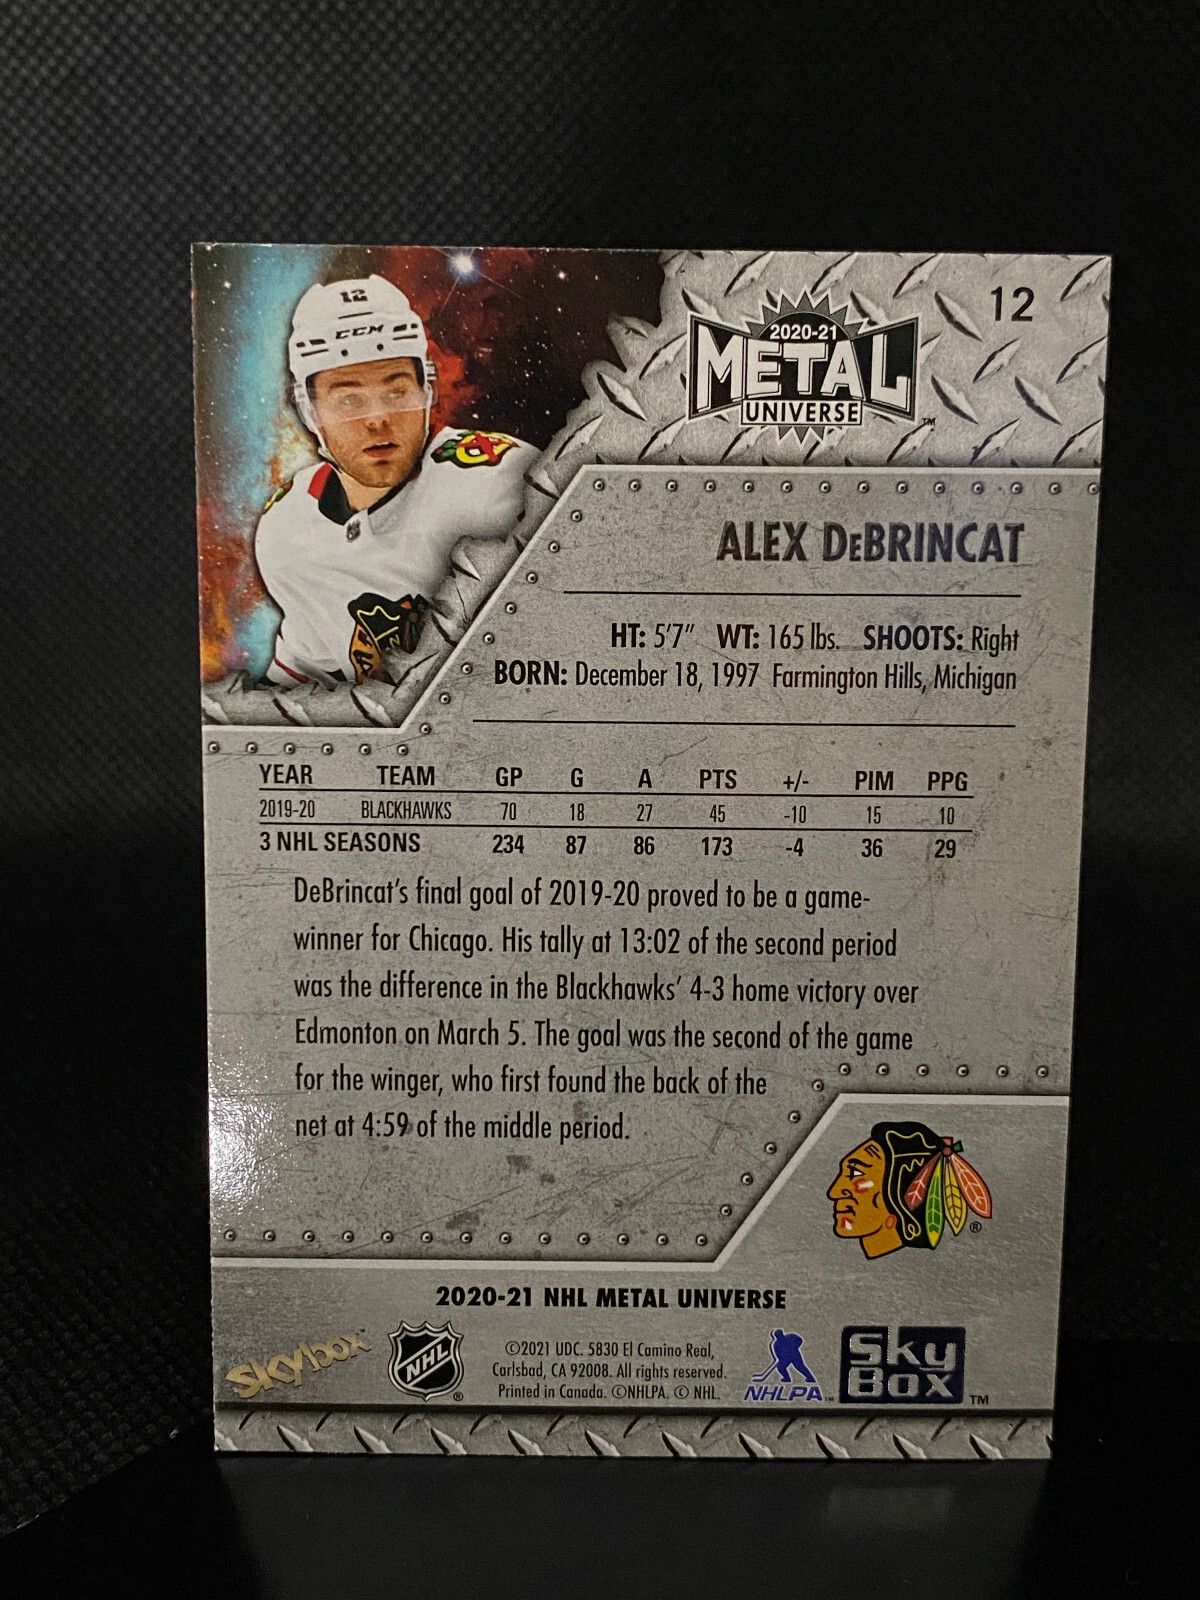 12
CCM
12
2020-21
METAL
UNIVERSE
TM
ALEX DeBRINCAT
HT: 5'7" WT: 165 lbs. SHOOTS: Right
BORN: December 18, 1997 Farmington Hills, Michigan
YEAR TEAM GP G A PTS +/- PIM PPG
2019-20 BLACKHAWKS 70 18 27 45 -10 15 10
3 NHL SEASONS 234 87 86 173 -4 36 29
DeBrincat's final goal of 2019-20 proved to be a game-
winner for Chicago. His tally at 13:02 of the second period
was the difference in the Blackhawks' 4-3 home victory over
Edmonton on March 5. The goal was the second of the game
for the winger, who first found the back of the
net at 4:59 of the middle period.
®
2020-21 NHL METAL UNIVERSE
skybox™
NHL®
©2021 UDC. 5830 El Camino Real,
Carlsbad, CA 92008. All rights reserved.
Printed in Canada. ©NHLPA. © NHL.
NHLPA™
Sky
Box™